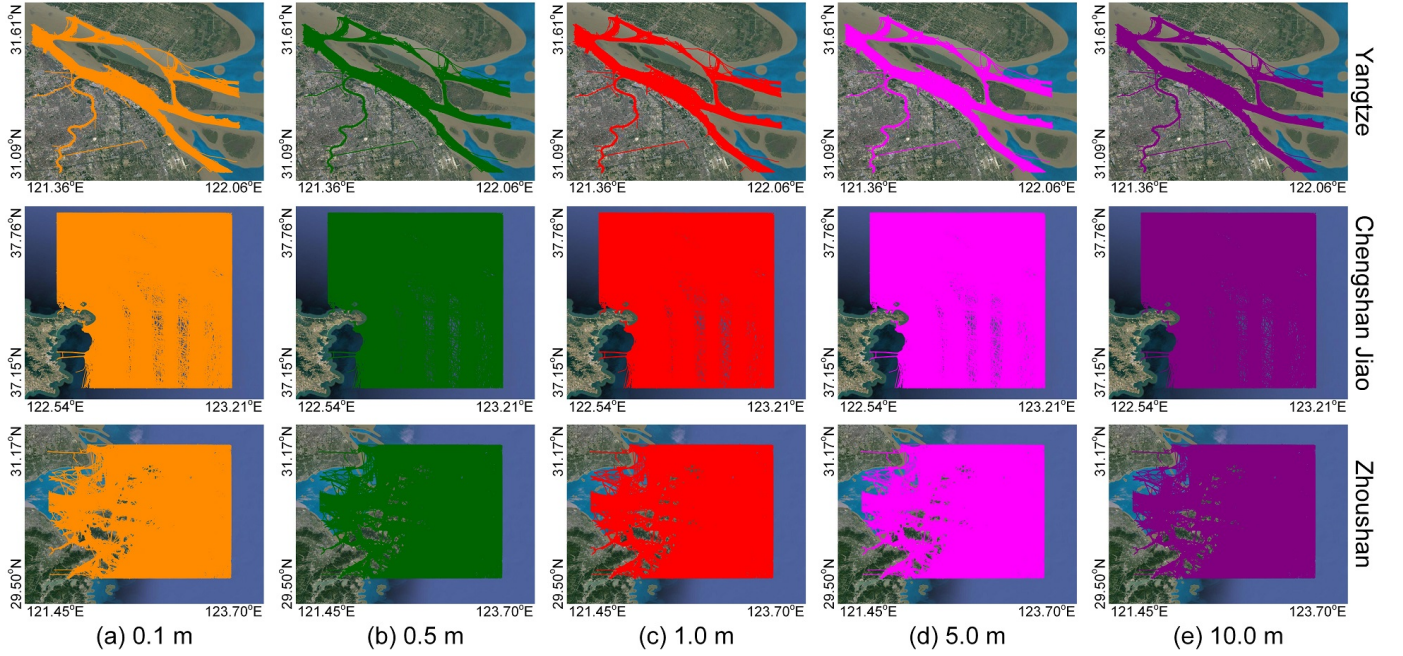 31.61°N
31.09°N
121.36°E 122.06°E
31.61°N
31.09°N
121.36°E 122.06°E
31.61°N
31.09°N
121.36°E 122.06°E
31.61°N
31.09°N
121.36°E 122.06°E
31.61°N
31.09°N
121.36°E 122.06°E
Yangtze
37.76°N
37.15°N
122.54°E 123.21°E
37.76°N
37.15°N
122.54°E 123.21°E
37.76°N
37.15°N
122.54°E 123.21°E
37.76°N
37.15°N
122.54°E 123.21°E
37.76°N
37.15°N
122.54°E 123.21°E
Chengshan Jiao
31.17°N
29.50°N
121.45°E 123.70°E
31.17°N
29.50°N
121.45°E 123.70°E
31.17°N
29.50°N
121.45°E 123.70°E
31.17°N
29.50°N
121.45°E 123.70°E
31.17°N
29.50°N
121.45°E 123.70°E
Zhoushan
(a) 0.1 m
(b) 0.5 m
(c) 1.0 m
(d) 5.0 m
(e) 10.0 m